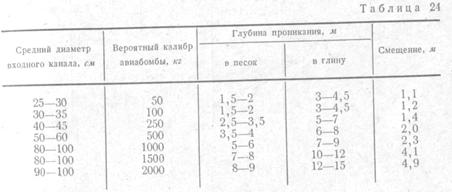 Таблица 24
Средний диаметр входного канала, см
Вероятный калибр авиабомбы, кг
Глубина проникания, м
в песок
в глину
Смещение, м
25—30 50 1,5—2 3—4,5 1,1
30—35 100 1,5—2 3—4,5 1,2
40—45 250 2,5—3,5 5—7 1,4
50—60 500 3,5—4 6—8 2,0
80—100 1000 5—6 7—9 2,3
80—100 1500 7—8 10—12 4,1
90—100 2000 8—9 12—15 4,9